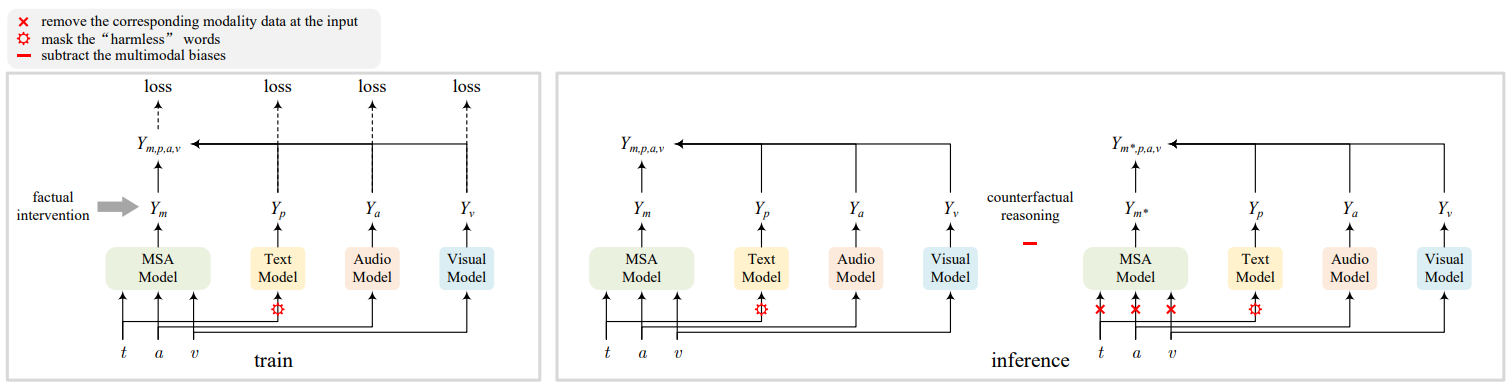 remove the corresponding modality data at the input
mask the “harmless” words
subtract the multimodal biases
loss loss loss loss
Y_{m,p,a,v}
factual
intervention
Y_m Y_p Y_a Y_v
MSA
Model
Text
Model
Audio
Model
Visual
Model
t a v
train
Y_{m,p,a,v}
Y_m Y_p Y_a Y_v
MSA
Model
Text
Model
Audio
Model
Visual
Model
t a v
counterfactual
reasoning
Y_{m*,p,a,v}
Y_{m*} Y_p Y_a Y_v
MSA
Model
Text
Model
Audio
Model
Visual
Model
t a v
inference